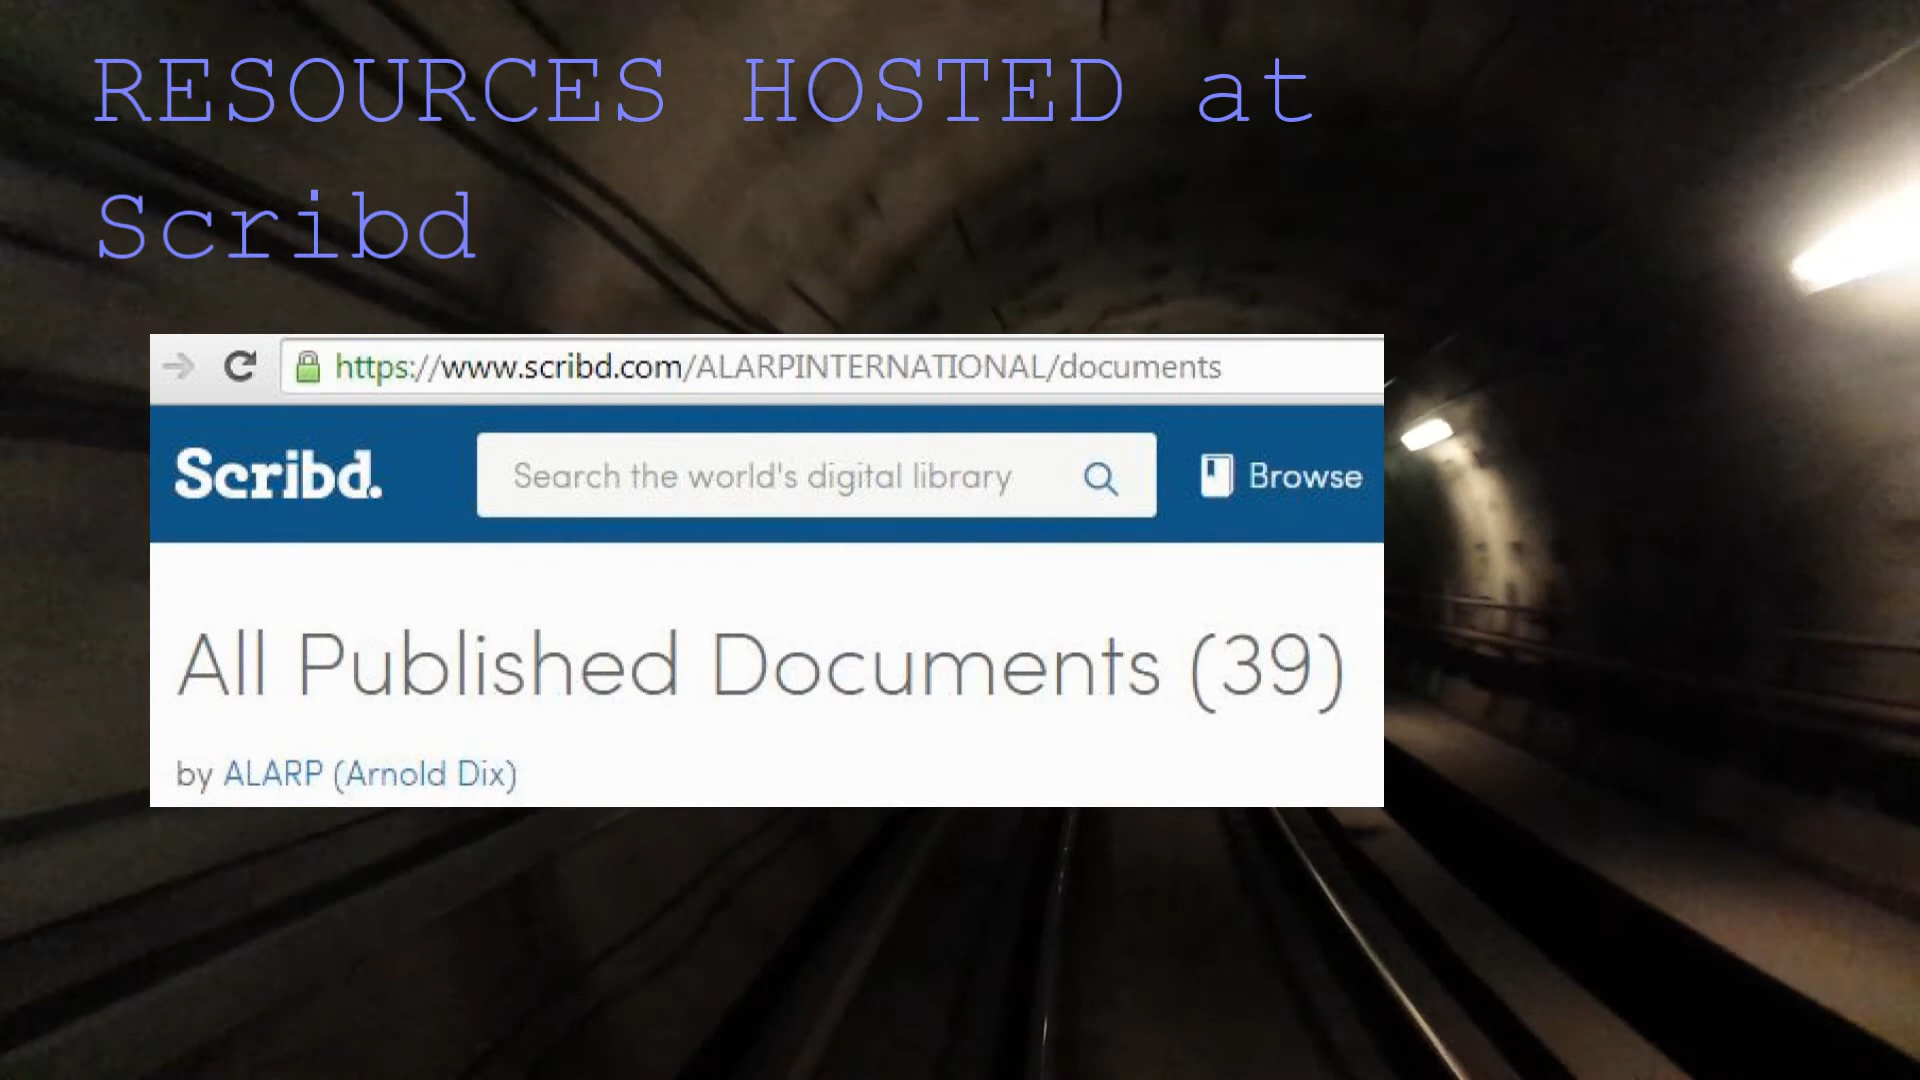 RESOURCES HOSTED at
Scribd
https://www.scribd.com/ALARPINTERNATIONAL/documents
Scribd. Search the world's digital library Browse
All Published Documents (39)
by ALARP (Arnold Dix)